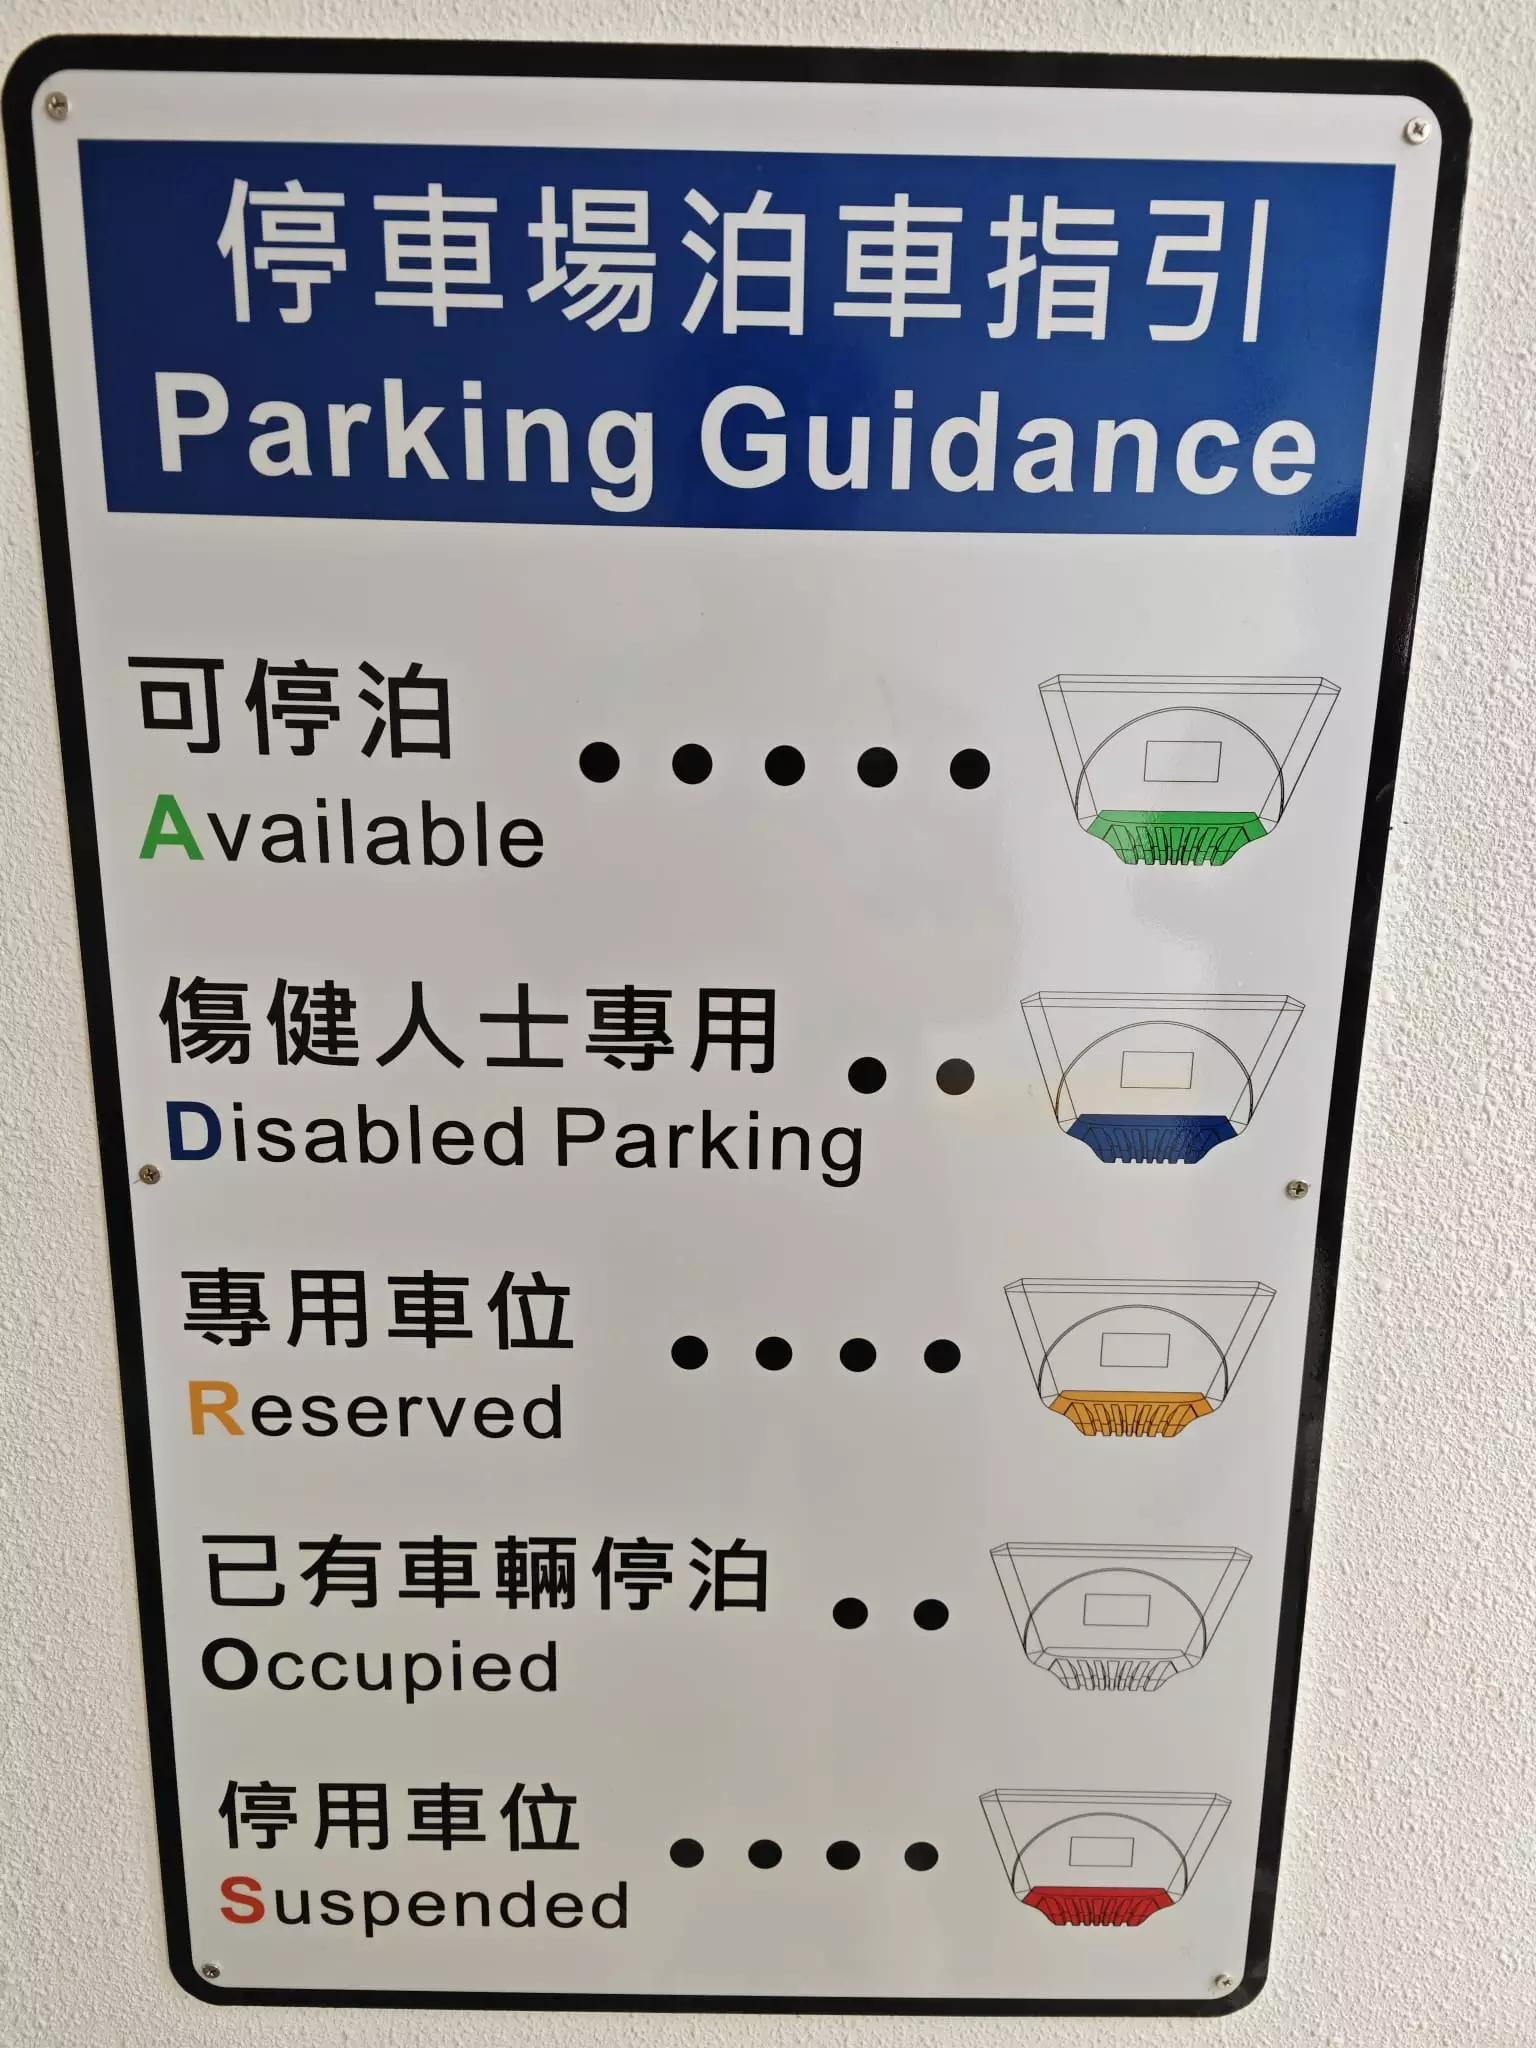 停車場泊車指引
Parking Guidance
可停泊
Available
傷健人士專用
Disabled Parking
專用車位
Reserved
已有車輛停泊
Occupied
停用車位
Suspended